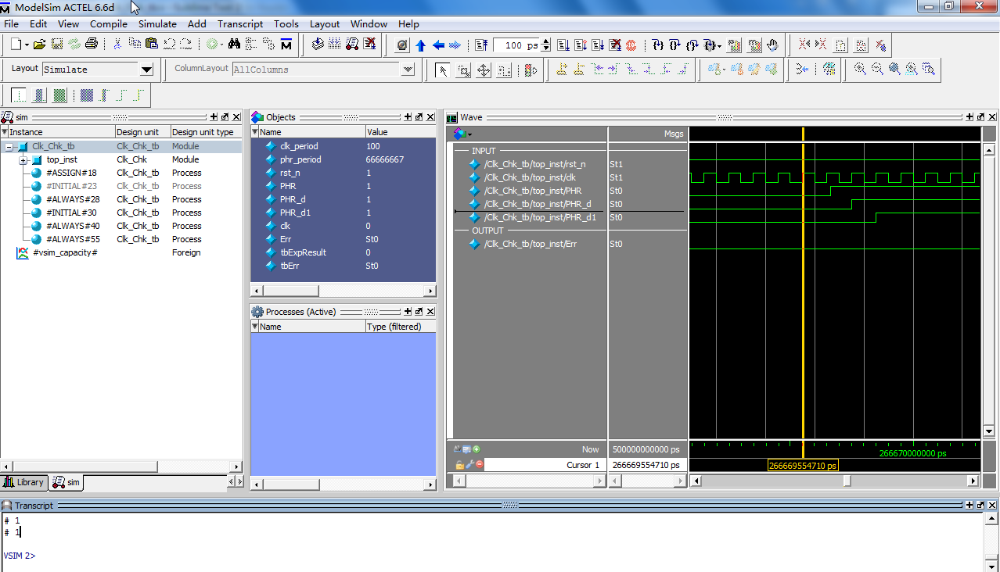 ModelSim ACTEL 6.6d
File Edit View Compile Simulate Add Transcript Tools Layout Window Help
100 ps
Layout Simulate ColumnLayout AllColumns
sim
Instance Design unit Design unit type
Clk_Chk_tb Clk_Chk_tb Module
top_inst Clk_Chk Module
#ASSIGN#18 Clk_Chk_tb Process
#INITIAL#23 Clk_Chk_tb Process
#ALWAYS#28 Clk_Chk_tb Process
#INITIAL#30 Clk_Chk_tb Process
#ALWAYS#40 Clk_Chk_tb Process
#ALWAYS#55 Clk_Chk_tb Process
#vsim_capacity# Foreign
Library sim
Objects
Name Value
clk_period 100
phr_period 66666667
rst_n 1
PHR 1
PHR_d 1
PHR_d1 1
clk 0
Err St0
tbExpResult 0
tbErr St0
Processes (Active)
Name Type (filtered)
Wave
Msgs
INPUT
/Clk_Chk_tb/top_inst/rst_n St1
/Clk_Chk_tb/top_inst/clk St1
/Clk_Chk_tb/top_inst/PHR St0
/Clk_Chk_tb/top_inst/PHR_d St0
/Clk_Chk_tb/top_inst/PHR_d1 St0
OUTPUT
/Clk_Chk_tb/top_inst/Err St0
Now 500000000000 ps 266670000000 ps
Cursor 1 266669554710 ps 266669554710 ps
Transcript
# 1
# 1
VSIM 2>